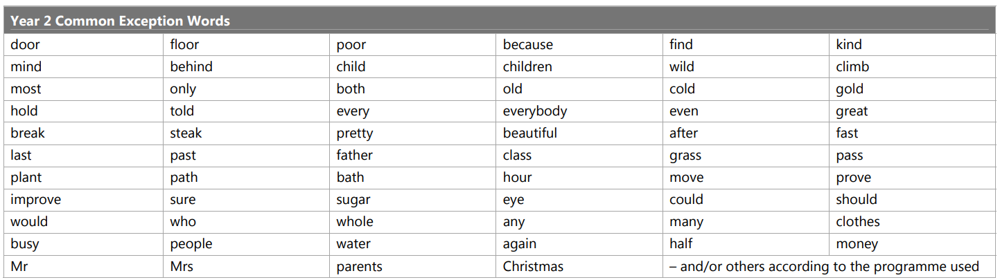 Year 2 Common Exception Words
door floor poor because find kind
mind behind child children wild climb
most only both old cold gold
hold told every everybody even great
break steak pretty beautiful after fast
last past father class grass pass
plant path bath hour move prove
improve sure sugar eye could should
would who whole any many clothes
busy people water again half money
Mr Mrs parents Christmas – and/or others according to the programme used